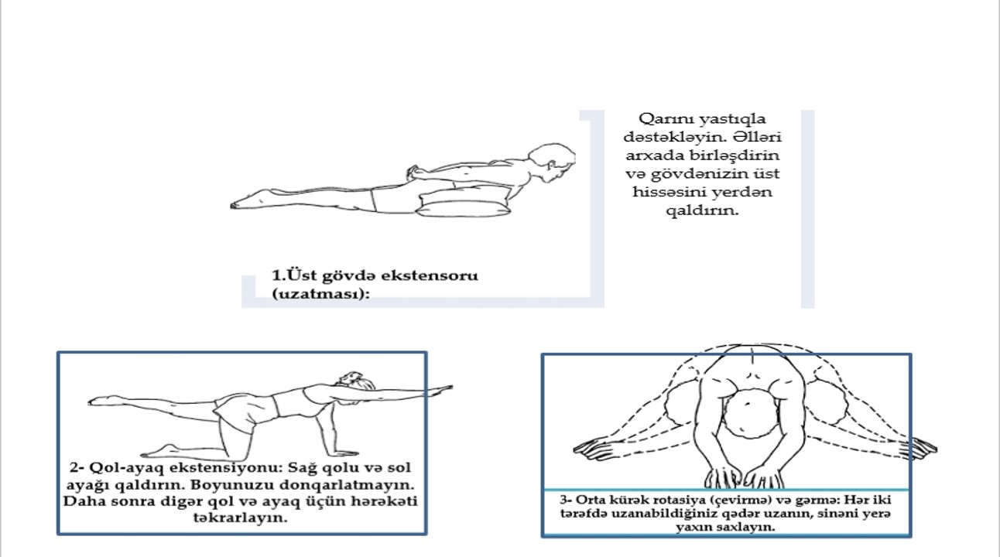 Qarını yastıqla
dəstəkləyin. Əlləri
arxada birləşdirin
və gövdənizin üst
hissəsini yerdən
qaldırın.
1.Üst gövdə ekstensoru
(uzatması):
2- Qol-ayaq ekstensiyonu: Sağ qolu və sol
ayağı qaldırın. Boyunuzu donqarlatmayın.
Daha sonra digər qol və ayaq üçün hərəkəti
təkrarlayın.
3- Orta kürək rotasiya (çevirmə) və gərmə: Hər iki
tərəfdə uzanabildiğiniz qədər uzanın, sinəni yerə
yaxın saxlayın.